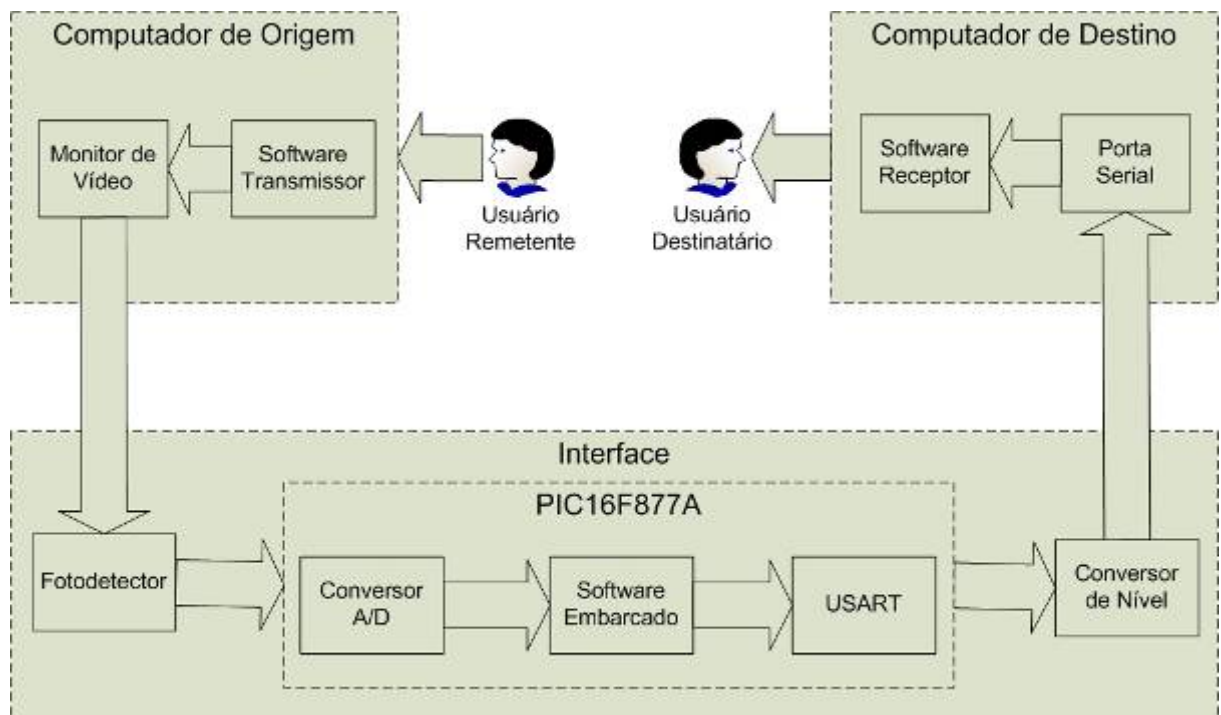 Computador de Origem
Monitor de
Vídeo
Software
Transmissor
Usuário
Remetente
Usuário
Destinatário
Computador de Destino
Software
Receptor
Porta
Serial
Interface
PIC16F877A
Fotodetector
Conversor
A/D
Software
Embarcado
USART
Conversor
de Nível